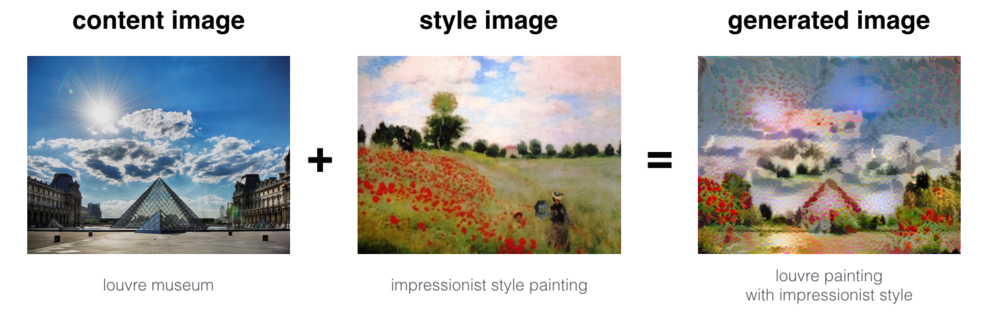 content image
style image
generated image
+
=
louvre museum
impressionist style painting
louvre painting
with impressionist style